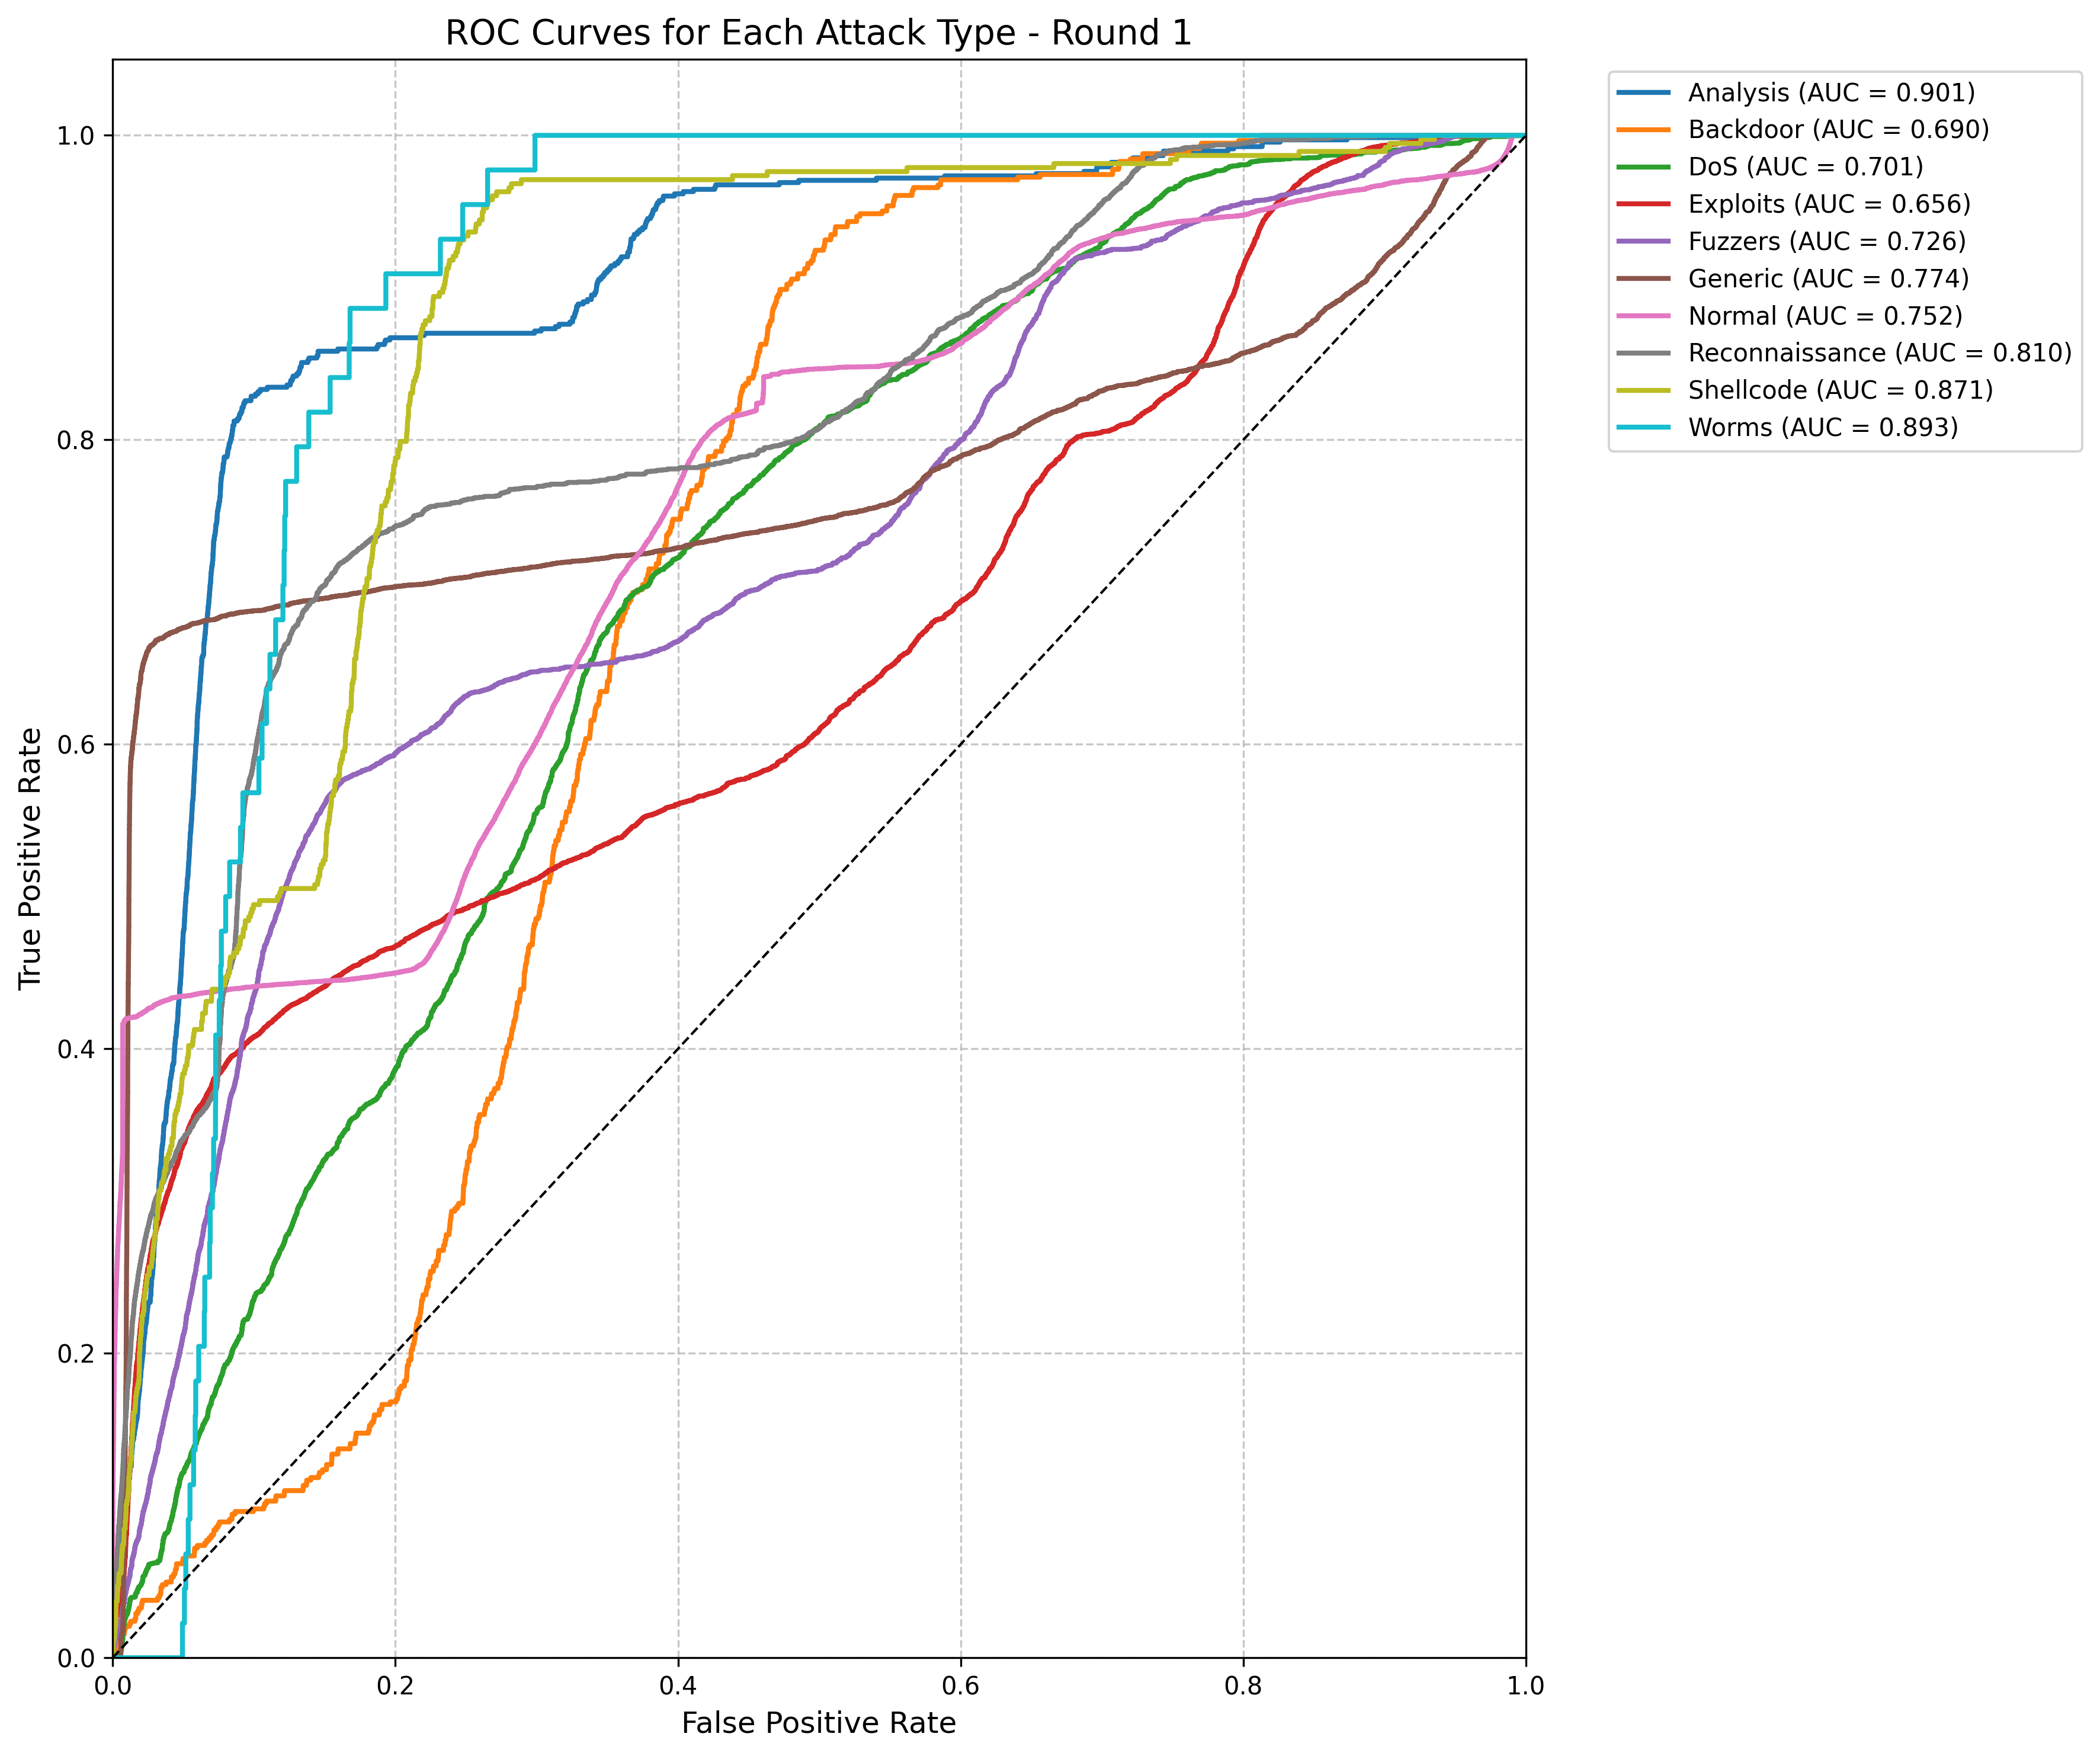 ROC Curves for Each Attack Type - Round 1
Analysis (AUC = 0.901)
Backdoor (AUC = 0.690)
DoS (AUC = 0.701)
Exploits (AUC = 0.656)
Fuzzers (AUC = 0.726)
Generic (AUC = 0.774)
Normal (AUC = 0.752)
Reconnaissance (AUC = 0.810)
Shellcode (AUC = 0.871)
Worms (AUC = 0.893)
True Positive Rate
1.0
0.8
0.6
0.4
0.2
0.0
0.0 0.2 0.4 0.6 0.8 1.0
False Positive Rate